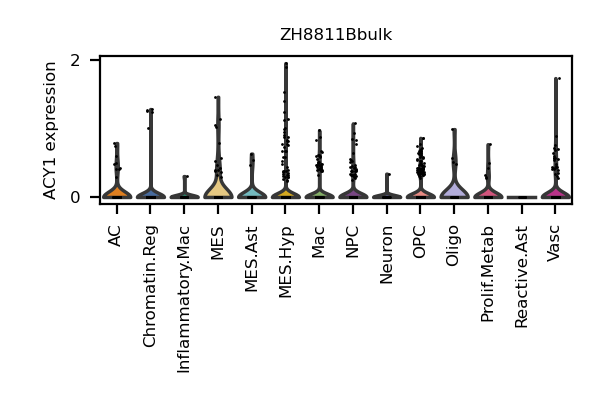 ZH8811Bbulk
ACY1 expression
2
0
AC
Chromatin.Reg
Inflammatory.Mac
MES
MES.Ast
MES.Hyp
Mac
NPC
Neuron
OPC
Oligo
Prolif.Metab
Reactive.Ast
Vasc